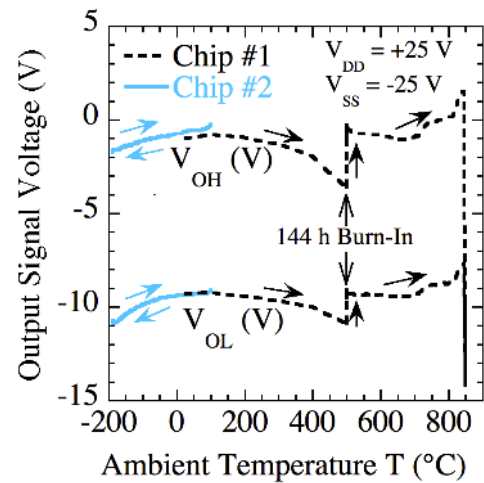 5
0
-5
-10
-15
Output Signal Voltage (V)
Chip #1
Chip #2
V_DD = +25 V
V_SS = -25 V
V_OH (V)
144 h Burn-In
V_OL (V)
-200 0 200 400 600 800
Ambient Temperature T (°C)